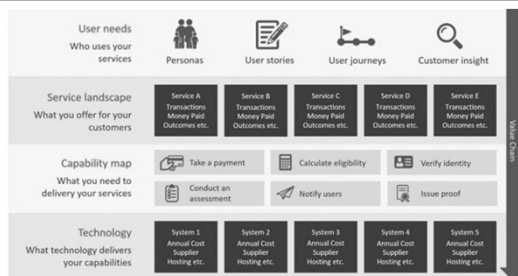 User needs
Who uses your
services
Personas
User stories
User journeys
Customer insight
Service landscape
What you offer for your
customers
Service A
Transactions
Money Paid
Outcomes etc.
Service B
Transactions
Money Paid
Outcomes etc.
Service C
Transactions
Money Paid
Outcomes etc.
Service D
Transactions
Money Paid
Outcomes etc.
Service E
Transactions
Money Paid
Outcomes etc.
Capability map
What you need to
delivery your services
Take a payment
Calculate eligibility
Verify identity
Conduct an
assessment
Notify users
Issue proof
Technology
What technology delivers
your capabilities
System 1
Annual Cost
Supplier
Hosting etc.
System 2
Annual Cost
Supplier
Hosting etc.
System 3
Annual Cost
Supplier
Hosting etc.
System 4
Annual Cost
Supplier
Hosting etc.
System 5
Annual Cost
Supplier
Hosting etc.
Value Chain